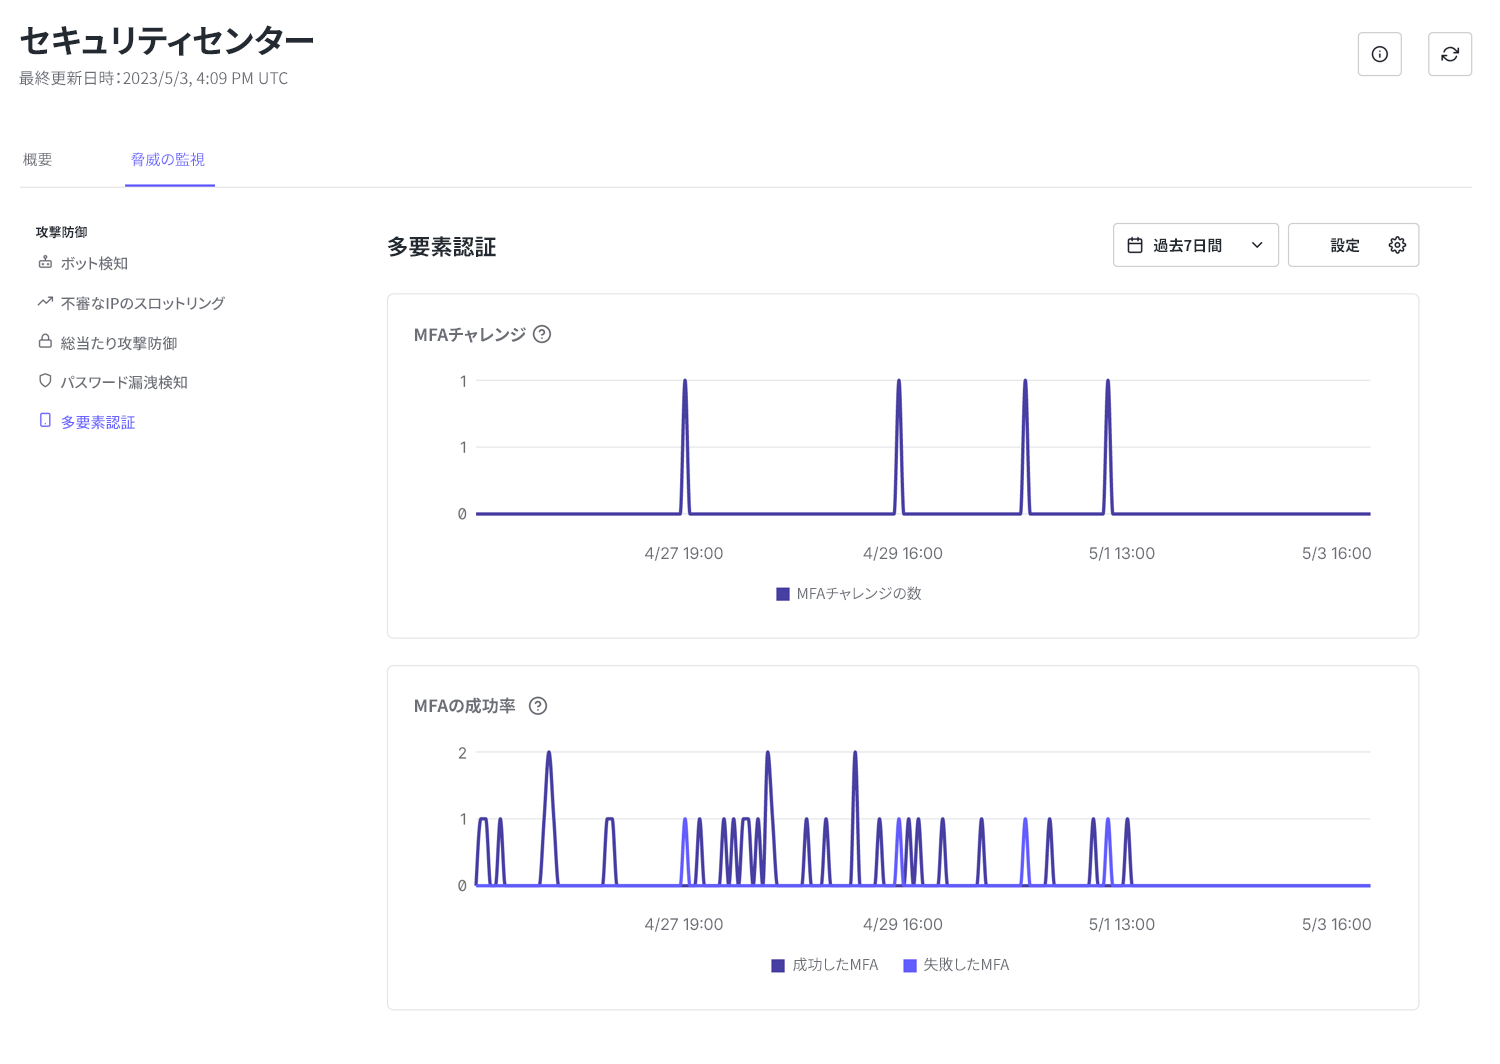 セキュリティセンター
最終更新日時：2023/5/3, 4:09 PM UTC
概要
脅威の監視
攻撃防御
ボット検知
不審なIPのスロットリング
総当たり攻撃防御
パスワード漏洩検知
多要素認証
多要素認証
過去7日間
設定
MFAチャレンジ
1
1
0
4/27 19:00
4/29 16:00
5/1 13:00
5/3 16:00
MFAチャレンジの数
MFAの成功率
2
1
0
4/27 19:00
4/29 16:00
5/1 13:00
5/3 16:00
成功したMFA
失敗したMFA